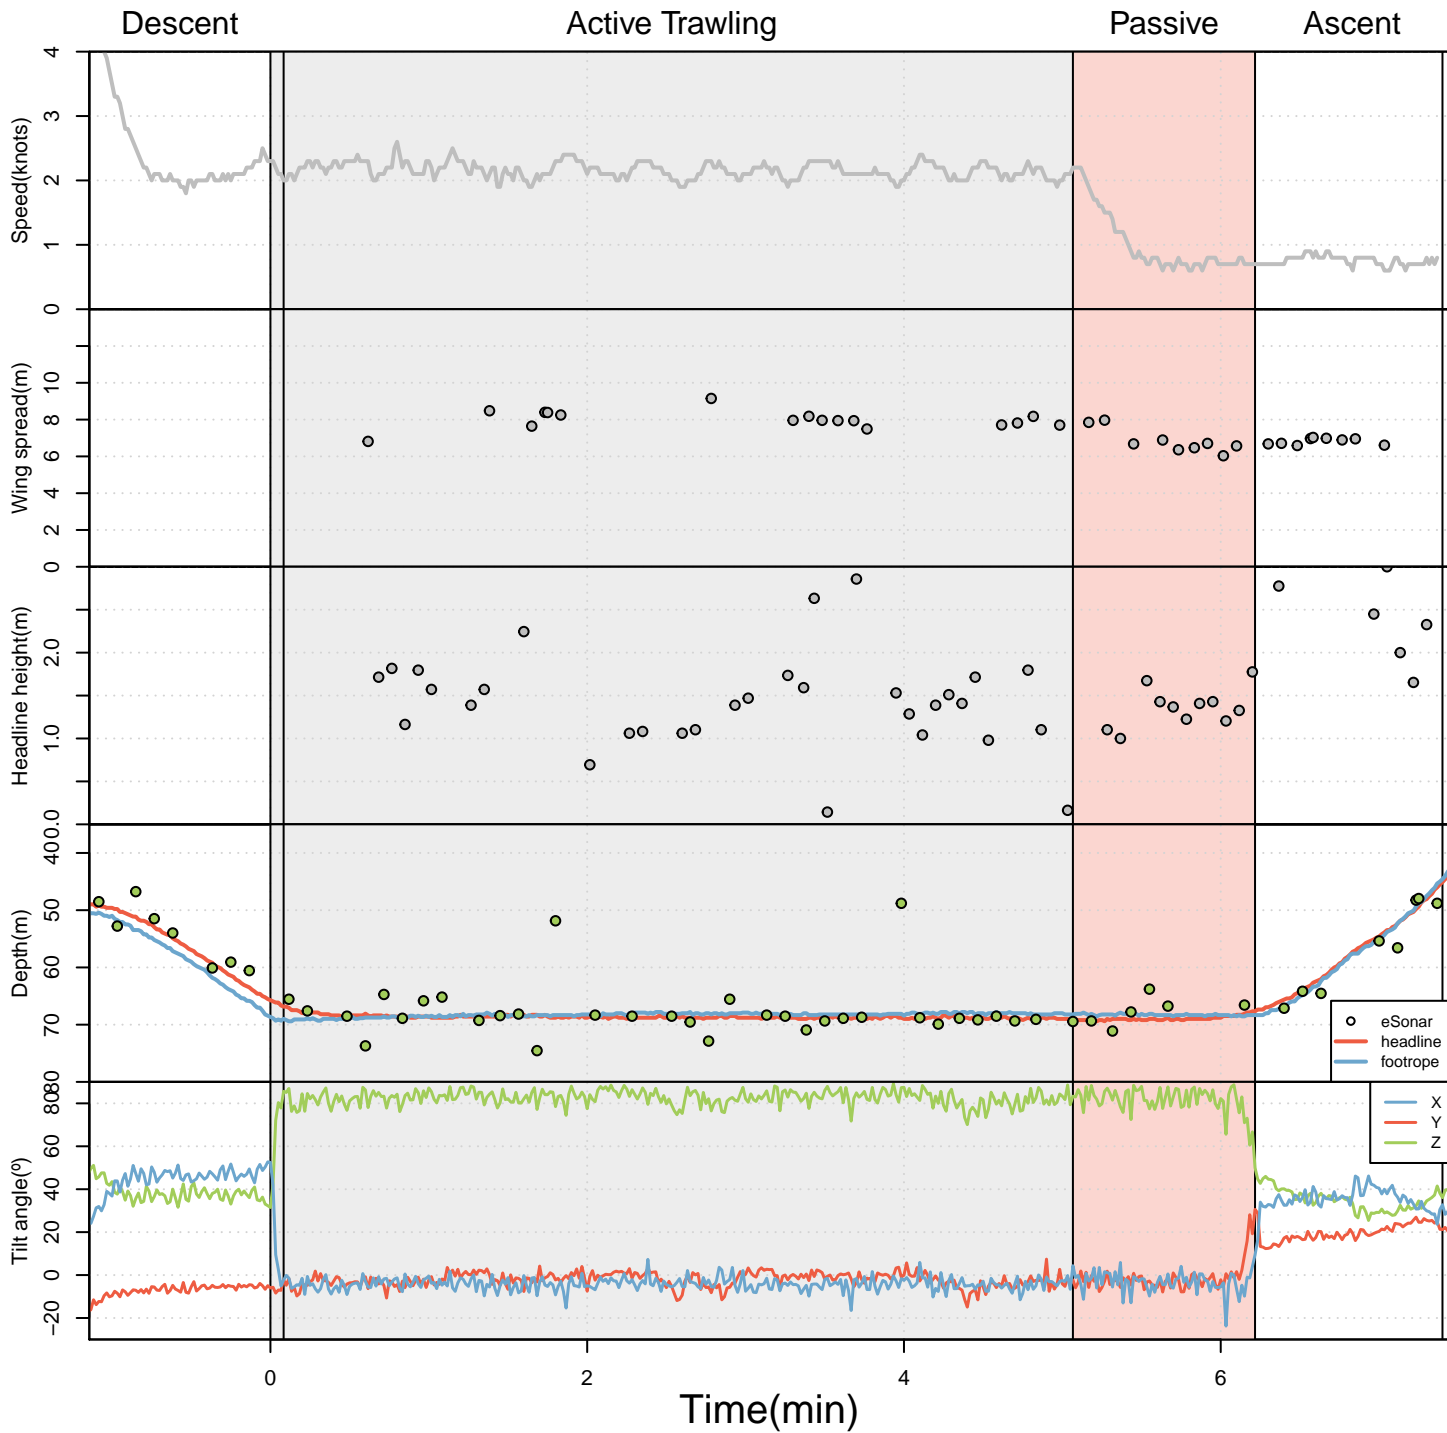 Descent Active Trawling Passive Ascent
Speed(knots)
4
3
2
1
0
Wing spread(m)
10
8
6
4
2
0
Headline height(m)
2.0
1.0
0.0
Depth(m)
40
50
60
70
80
eSonar
headline
footrope
Tilt angle(º)
80
60
40
20
0
−20
X
Y
Z
0 2 4 6
Time(min)